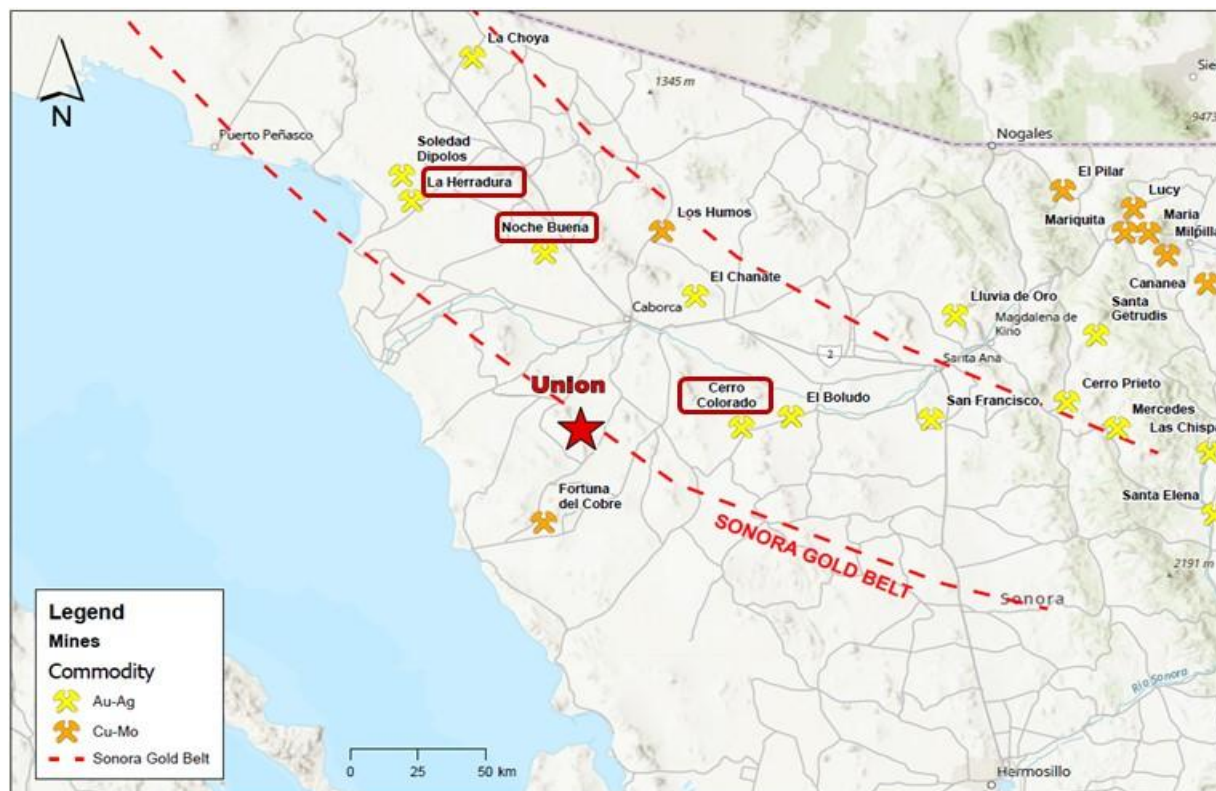 La Choya
1345 m
Sie
9473
N
Puerto Peñasco
Nogales
Soledad
Dipolos
La Herradura
El Pilar
Lucy
Noche Buena
Los Humos
Mariquita
Maria
Milpilla
El Chanate
Cananea
Caborca
Lluvia de Oro
Magdalena de
Kino
Santa
Getrudis
2
Santa Ana
Union
Cerro
Colorado
El Boludo
San Francisco
Cerro Prieto
Mercedes
Las Chispa
Fortuna
del Cobre
Santa Elena
SONORA GOLD BELT
2191 m
Sonora
Legend
Mines
Commodity
Au-Ag
Cu-Mo
Sonora Gold Belt
0 25 50 km
Rio Sonora
Hermosillo